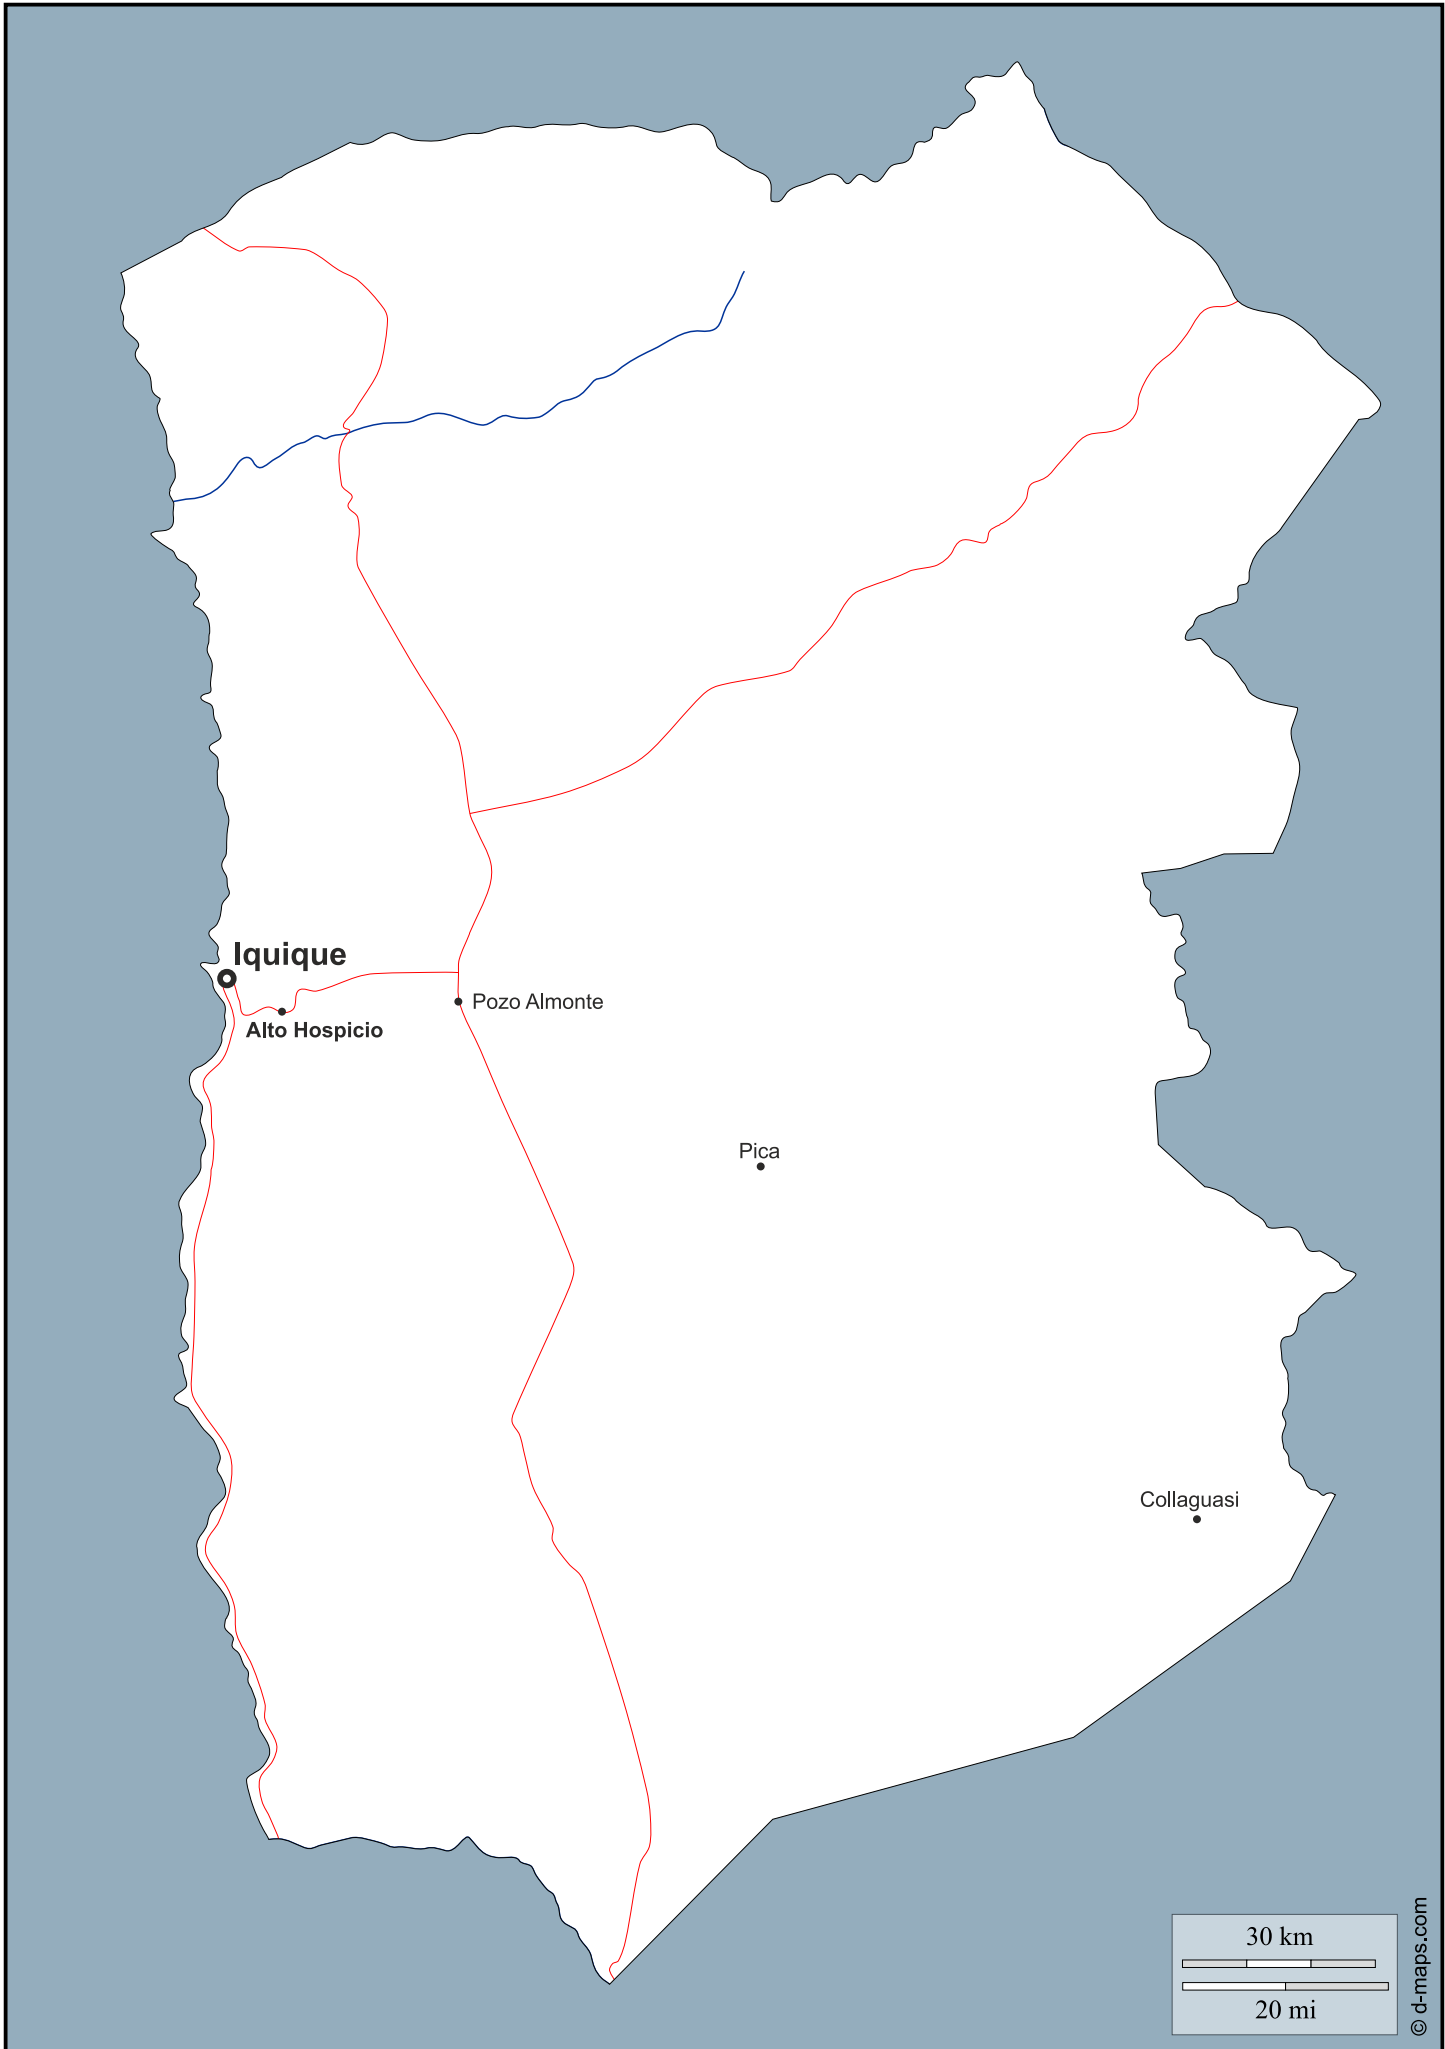 Iquique
Pozo Almonte
Alto Hospicio
Pica
Collaguasi
30 km
20 mi
© d-maps.com